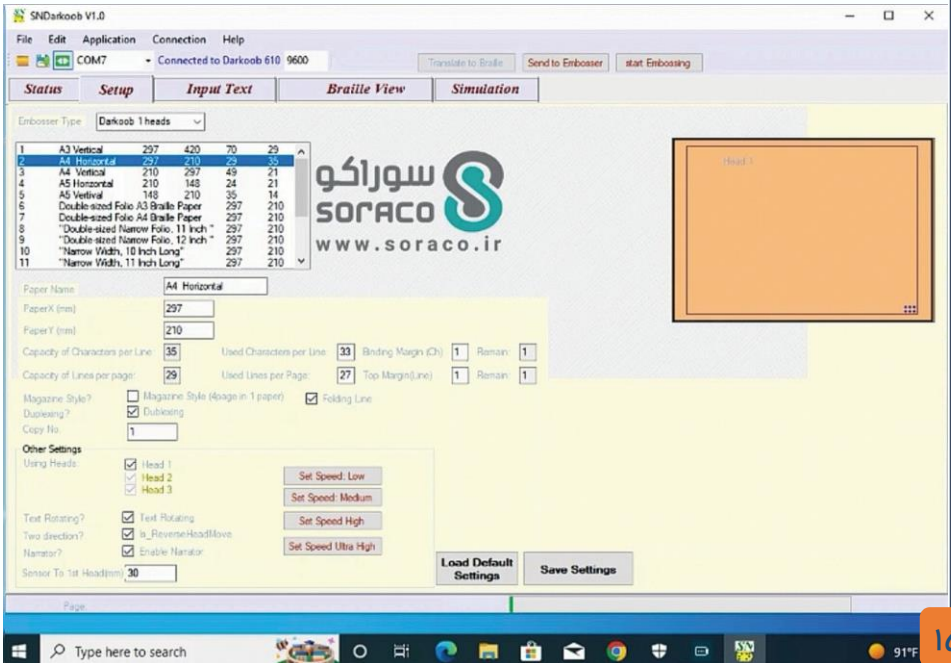 SNDarkoob V1.0
File Edit Application Connection Help
COM7 Connected to Darkoob 610 9600 Translate to Braille Send to Embosser start Embossing
Status Setup Input Text Braille View Simulation
Embosser Type Darkoob 1heads
1 A3 Vertical 297 420 70 29
2 A4 Horizontal 297 210 29 35
3 A4 Vertical 210 297 49 21
4 A5 Horizontal 210 148 24 21
5 A5 Vertival 148 210 35 14
6 Double-sized Folio A3 Braille Paper 297 210
7 Double-sized Folio A4 Braille Paper 297 210
8 "Double-sized Narrow Folio, 11 Inch " 297 210
9 "Double-sized Narrow Folio, 12 Inch " 297 210
10 "Narrow Width, 10 Inch Long" 297 210
11 "Narrow Width, 11 Inch Long" 297 210
سوراکو
soraco
www.soraco.ir
Head 1
Paper Name A4 Horizontal
PaperX (mm) 297
PaperY (mm) 210
Capacity of Characters per Line: 35 Used Characters per Line 33 Binding Margin (Ch) 1 Remain: 1
Capacity of Lines per page: 29 Used Lines per Page: 27 Top Margin(Line) 1 Remain: 1
Magazine Style? Magazine Style (4page in 1 paper) Folding Line
Duplexing? Dublexing
Copy No. 1
Other Settings
Using Heads: Head 1
Head 2
Head 3
Set Speed: Low
Set Speed: Medium
Text Rotating? Text Rotating Set Speed High
Two direction? Is_ReverseHeadMove
Narrator? Enable Narrator Set Speed Ultra High
Sensor To 1st Head(mm) 30
Load Default Settings Save Settings
Page:
Type here to search 91°F